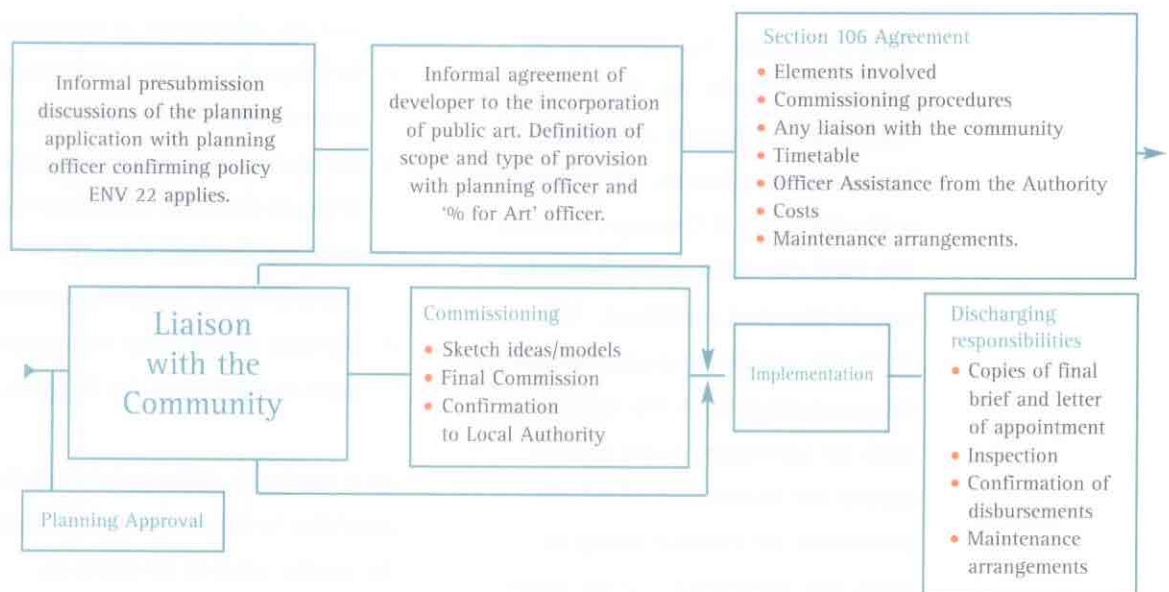 Informal presubmission
discussions of the planning
application with planning
officer confirming policy
ENV 22 applies.
Informal agreement of
developer to the incorporation
of public art. Definition of
scope and type of provision
with planning officer and
‘% for Art’ officer.
Section 106 Agreement
• Elements involved
• Commissioning procedures
• Any liaison with the community
• Timetable
• Officer Assistance from the Authority
• Costs
• Maintenance arrangements.
Liaison
with the
Community
Planning Approval
Commissioning
• Sketch ideas/models
• Final Commission
• Confirmation
to Local Authority
Implementation
Discharging
responsibilities
• Copies of final
brief and letter
of appointment
• Inspection
• Confirmation of
disbursements
• Maintenance
arrangements